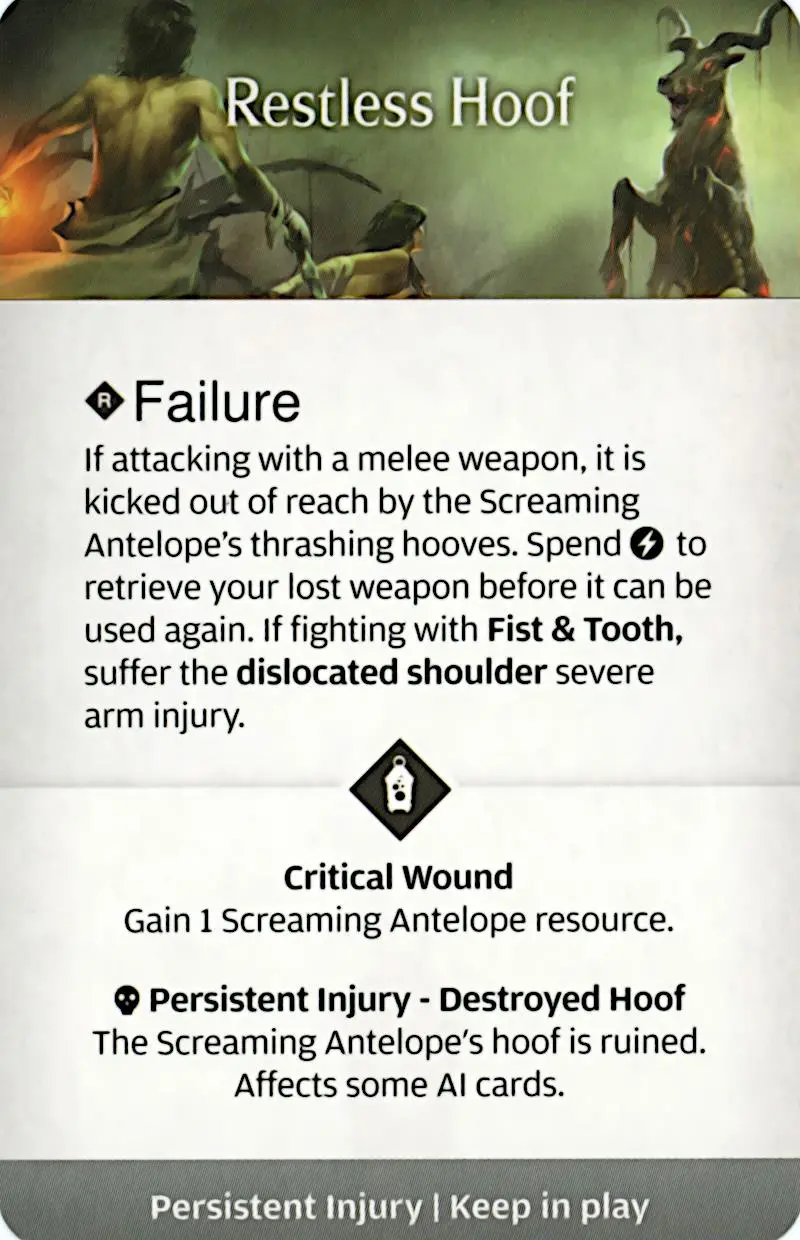 Restless Hoof
R Failure
If attacking with a melee weapon, it is
kicked out of reach by the Screaming
Antelope's thrashing hooves. Spend to
retrieve your lost weapon before it can be
used again. If fighting with Fist & Tooth,
suffer the dislocated shoulder severe
arm injury.
Critical Wound
Gain 1 Screaming Antelope resource.
Persistent Injury - Destroyed Hoof
The Screaming Antelope's hoof is ruined.
Affects some AI cards.
Persistent Injury | Keep in play